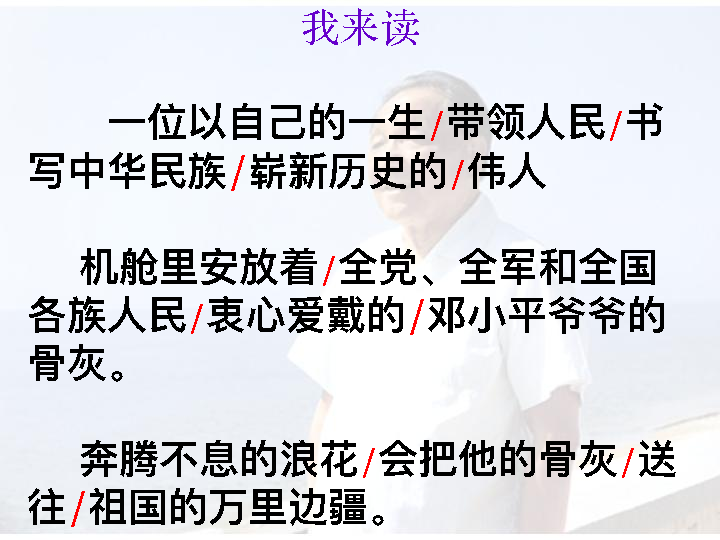 我来读
一位以自己的一生/带领人民/书
写中华民族/崭新历史的/伟人
机舱里安放着/全党、全军和全国
各族人民/衷心爱戴的/邓小平爷爷的
骨灰。
奔腾不息的浪花/会把他的骨灰/送
往/祖国的万里边疆。